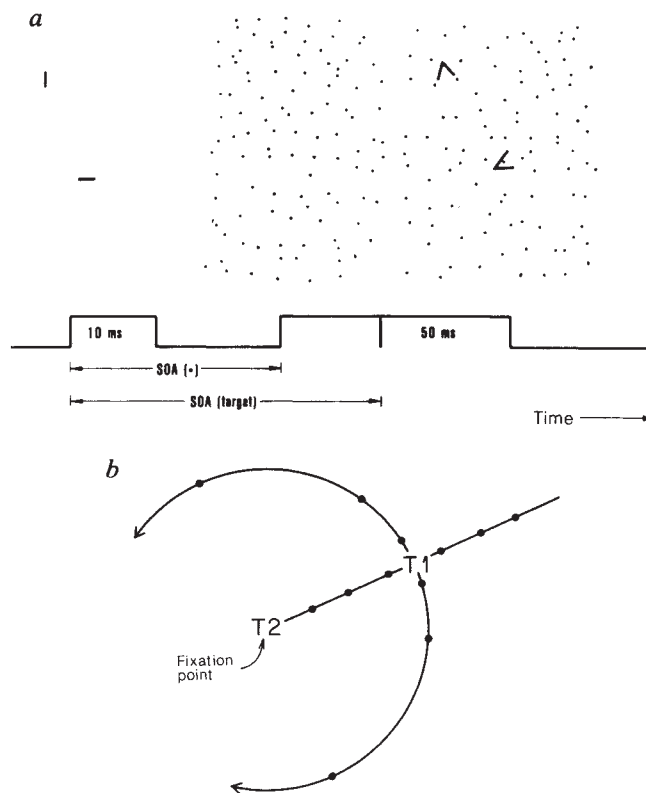 a
10 ms
50 ms
SOA (•)
SOA (target)
Time
b
T1
T2
Fixation
point